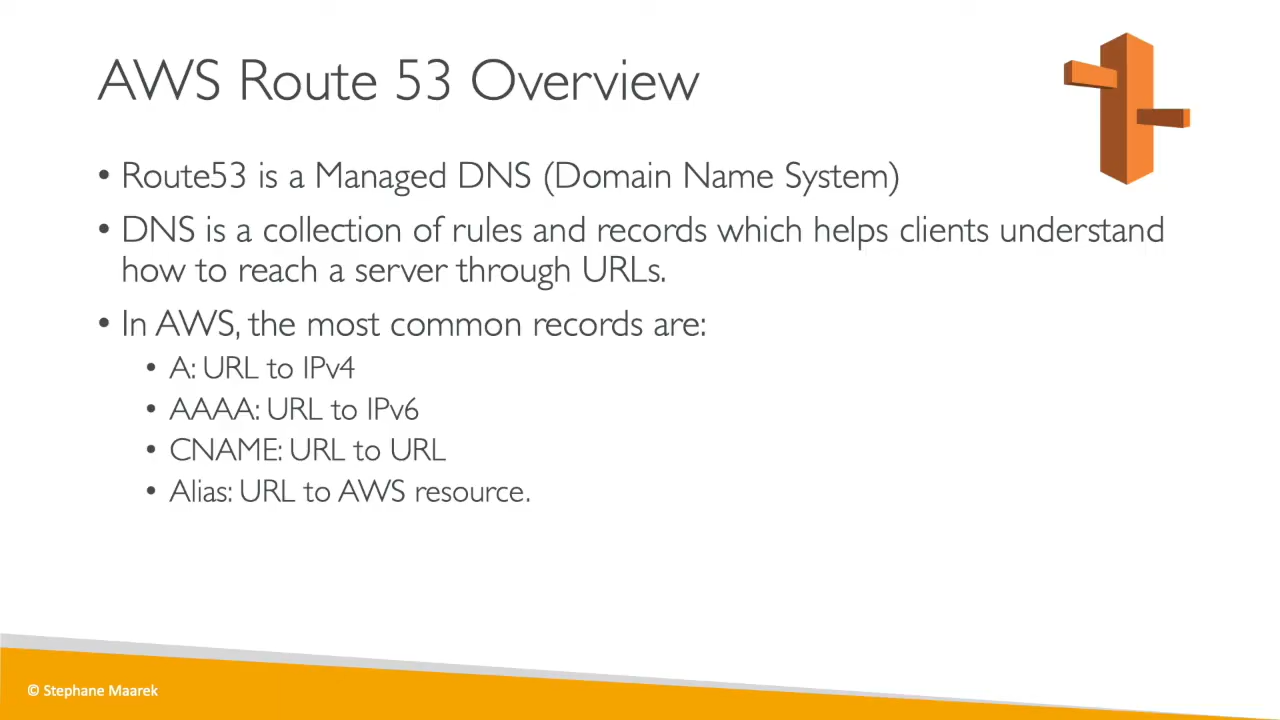 AWS Route 53 Overview
• Route53 is a Managed DNS (Domain Name System)
• DNS is a collection of rules and records which helps clients understand
how to reach a server through URLs.
• In AWS, the most common records are:
• A: URL to IPv4
• AAAA: URL to IPv6
• CNAME: URL to URL
• Alias: URL to AWS resource.
© Stephane Maarek